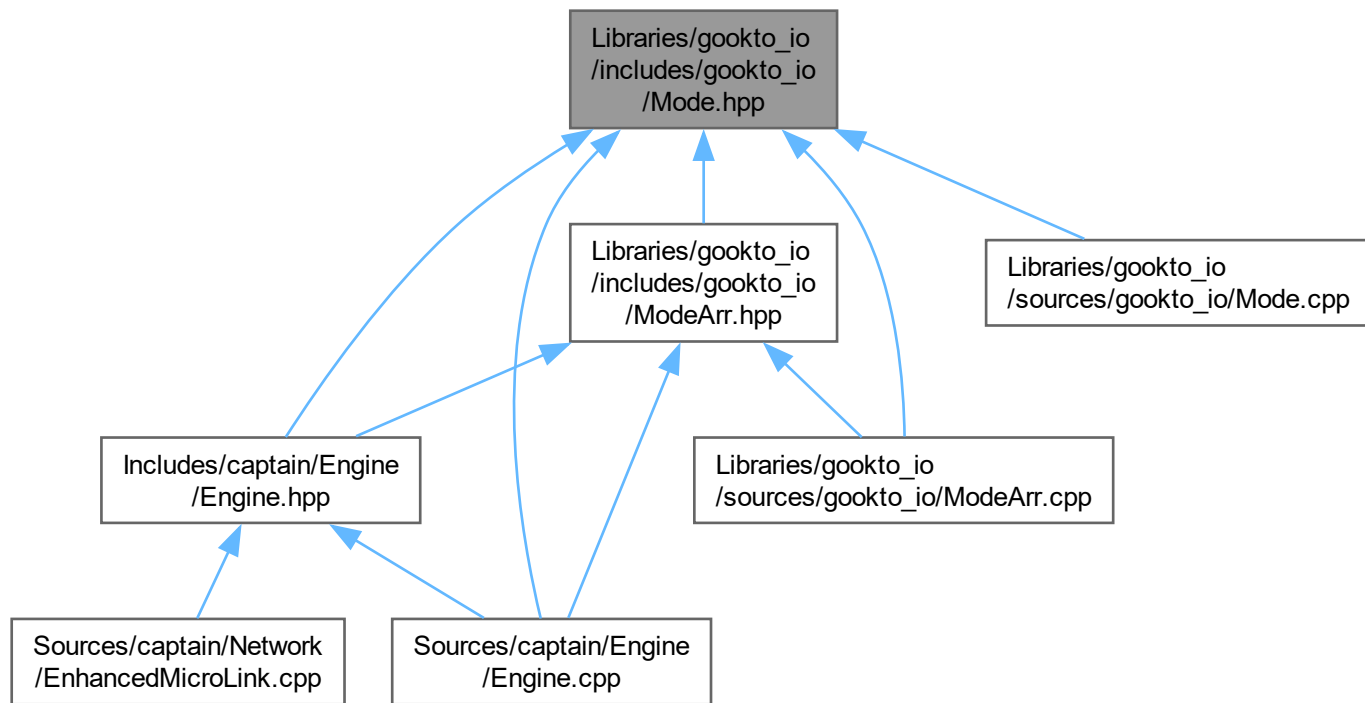 Libraries/gookto_io
/includes/gookto_io
/Mode.hpp
Libraries/gookto_io
/includes/gookto_io
/ModeArr.hpp
Libraries/gookto_io
/sources/gookto_io/Mode.cpp
Includes/captain/Engine
/Engine.hpp
Libraries/gookto_io
/sources/gookto_io/ModeArr.cpp
Sources/captain/Network
/EnhancedMicroLink.cpp
Sources/captain/Engine
/Engine.cpp